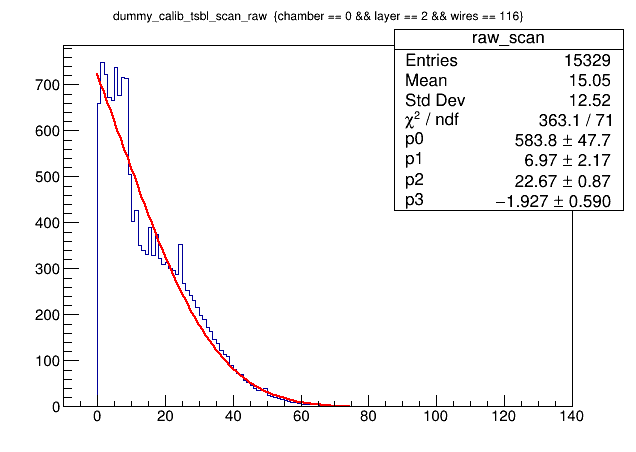 dummy_calib_tsbl_scan_raw {chamber == 0 && layer == 2 && wires == 116}
raw_scan
Entries 15329
Mean 15.05
Std Dev 12.52
χ² / ndf 363.1 / 71
p0 583.8 ± 47.7
p1 6.97 ± 2.17
p2 22.67 ± 0.87
p3 −1.927 ± 0.590
700
600
500
400
300
200
100
0
0 20 40 60 80 100 120 140